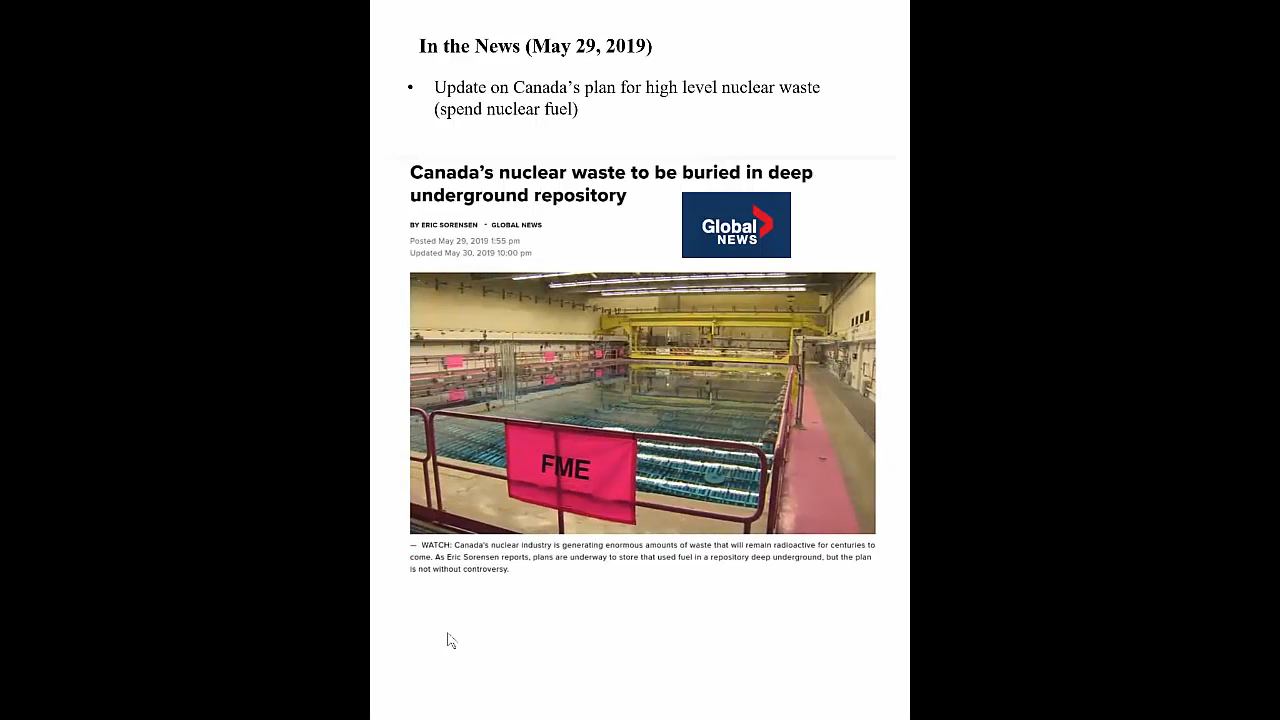 In the News (May 29, 2019)
• Update on Canada's plan for high level nuclear waste
(spend nuclear fuel)
Canada's nuclear waste to be buried in deep
underground repository
Global
NEWS
BY ERIC SORENSEN - GLOBAL NEWS
Posted May 29, 2019 1:55 pm
Updated May 30, 2019 10:00 pm
FME
— WATCH: Canada's nuclear industry is generating enormous amounts of waste that will remain radioactive for centuries to
come. As Eric Sorensen reports, plans are underway to store that used fuel in a repository deep underground, but the plan
is not without controversy.